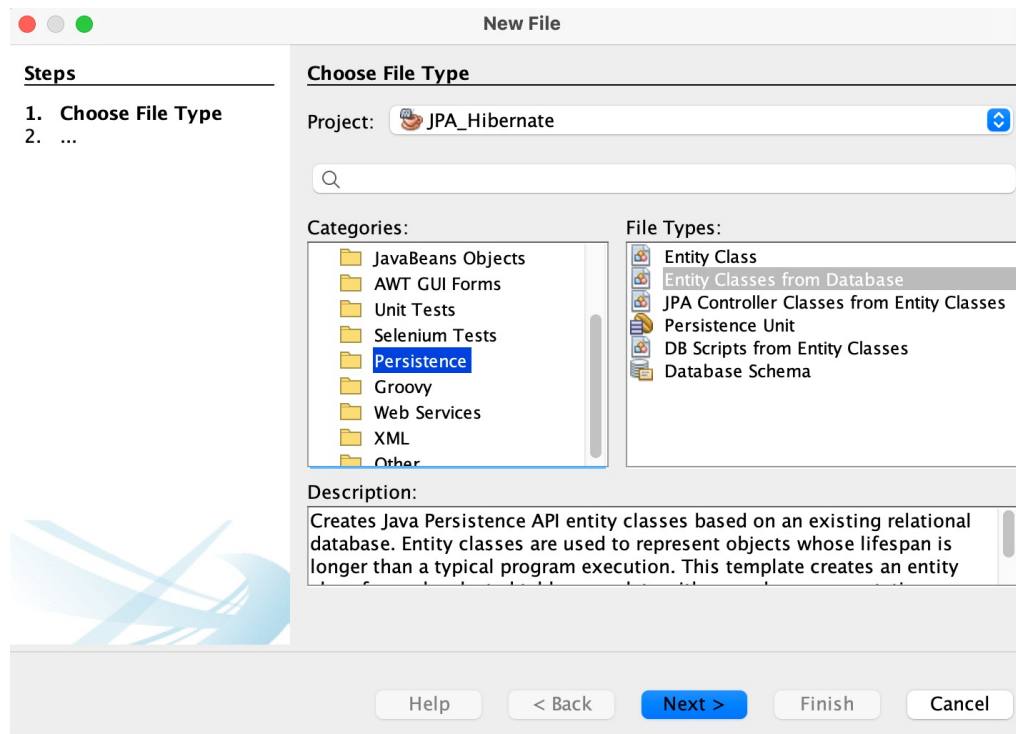 New File
Steps
1. Choose File Type
2. ...
Choose File Type
Project: JPA_Hibernate
Categories:
JavaBeans Objects
AWT GUI Forms
Unit Tests
Selenium Tests
Persistence
Groovy
Web Services
XML
Other
File Types:
Entity Class
Entity Classes from Database
JPA Controller Classes from Entity Classes
Persistence Unit
DB Scripts from Entity Classes
Database Schema
Description:
Creates Java Persistence API entity classes based on an existing relational
database. Entity classes are used to represent objects whose lifespan is
longer than a typical program execution. This template creates an entity
Help
< Back
Next >
Finish
Cancel